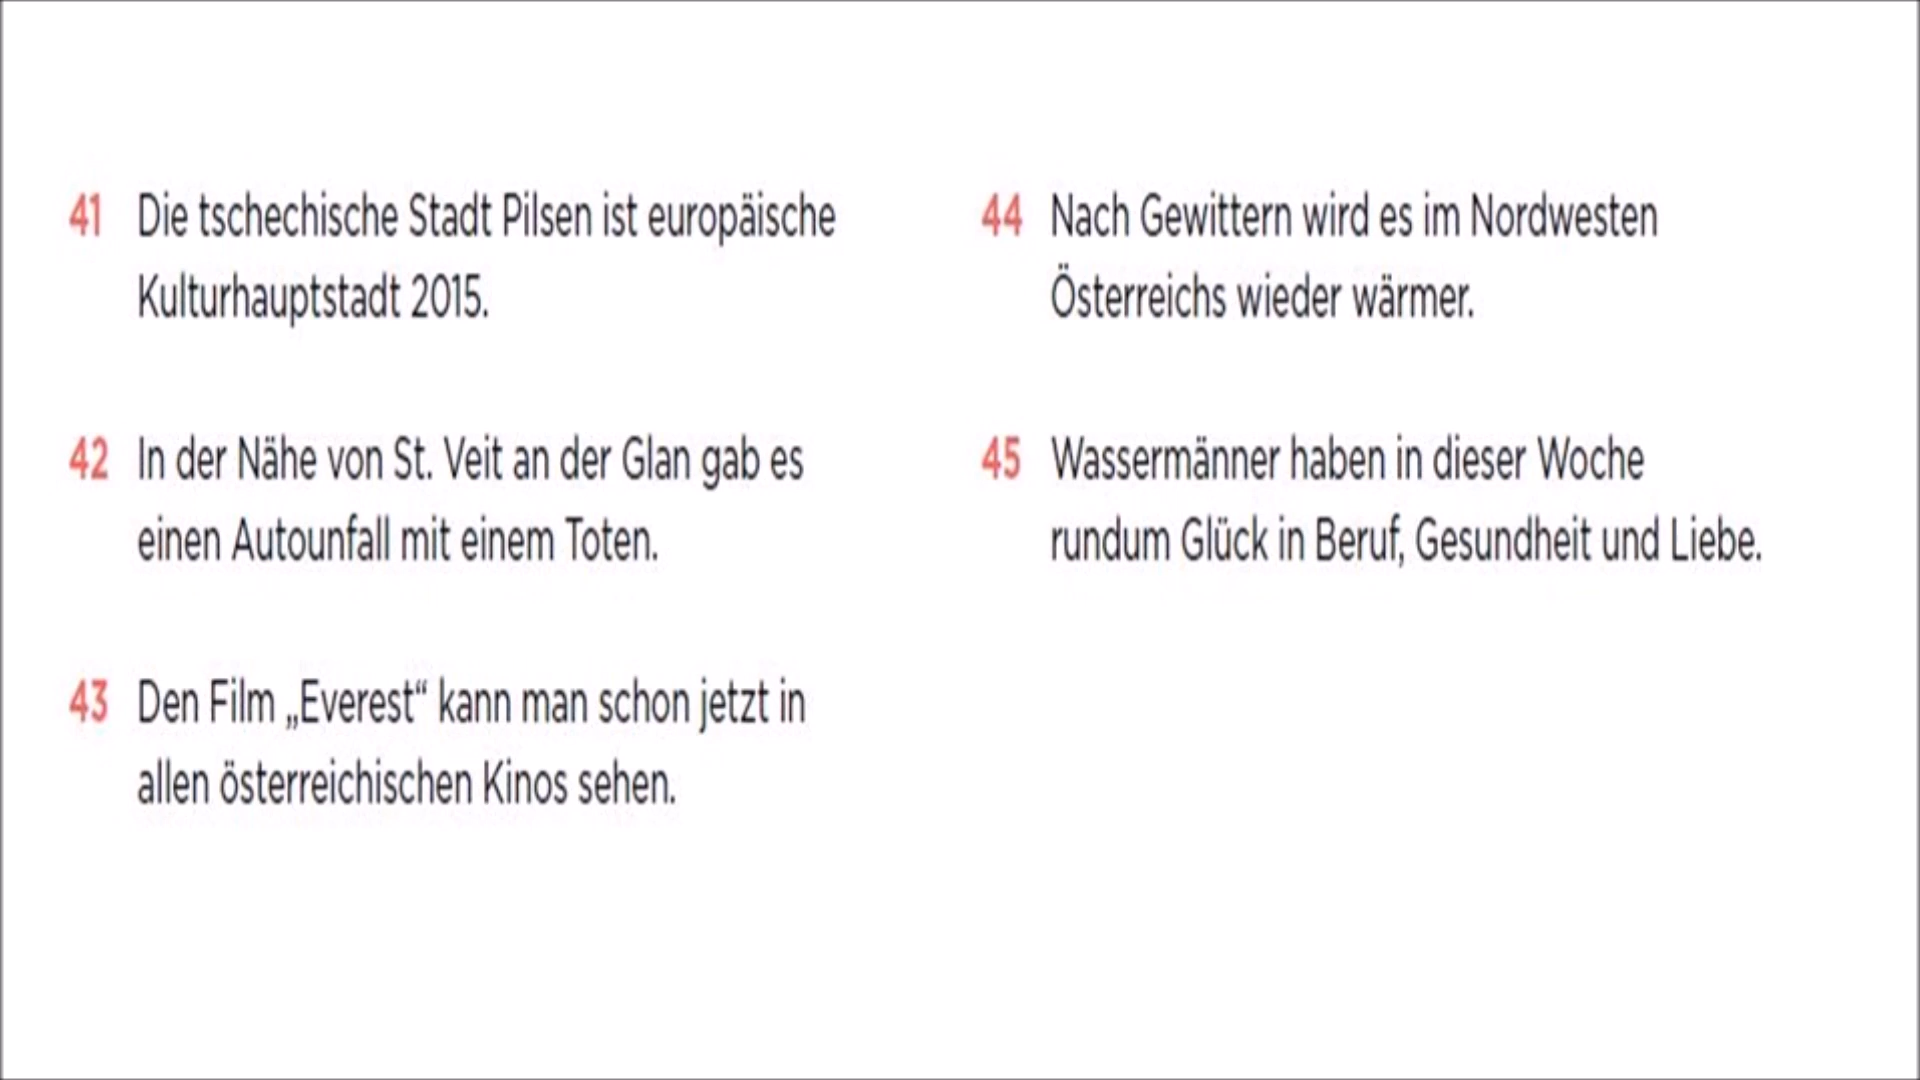 41 Die tschechische Stadt Pilsen ist europäische
Kulturhauptstadt 2015.
42 In der Nähe von St. Veit an der Glan gab es
einen Autounfall mit einem Toten.
43 Den Film „Everest“ kann man schon jetzt in
allen österreichischen Kinos sehen.
44 Nach Gewittern wird es im Nordwesten
Österreichs wieder wärmer.
45 Wassermänner haben in dieser Woche
rundum Glück in Beruf, Gesundheit und Liebe.